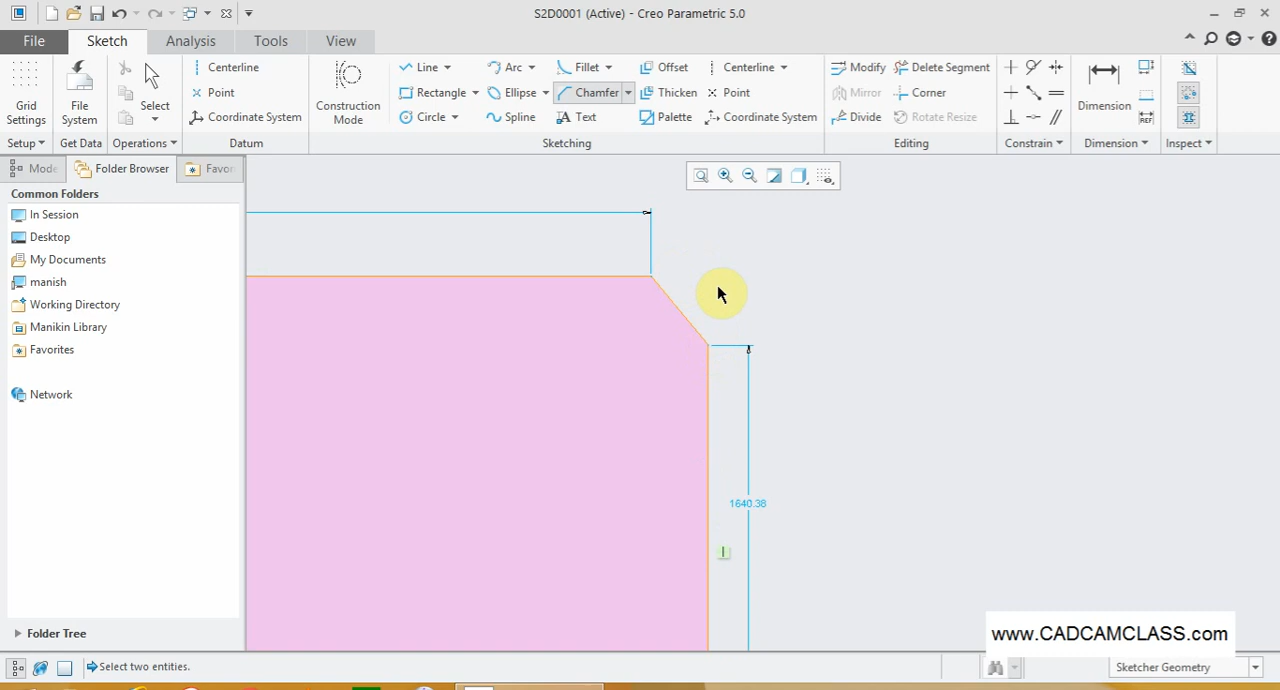 S2D0001 (Active) - Creo Parametric 5.0
File
Sketch
Analysis
Tools
View
Grid Settings
File System
Select
Centerline
Point
Coordinate System
Construction Mode
Line
Rectangle
Circle
Arc
Ellipse
Spline
Fillet
Chamfer
Text
Offset
Thicken
Palette
Centerline
Point
Coordinate System
Modify
Mirror
Divide
Delete Segment
Corner
Rotate Resize
Dimension
REF
Setup
Get Data
Operations
Datum
Sketching
Editing
Constrain
Dimension
Inspect
Mode
Folder Browser
Favor
Common Folders
In Session
Desktop
My Documents
manish
Working Directory
Manikin Library
Favorites
Network
Folder Tree
1640.38
www.CADCAMCLASS.com
Select two entities.
Sketcher Geometry